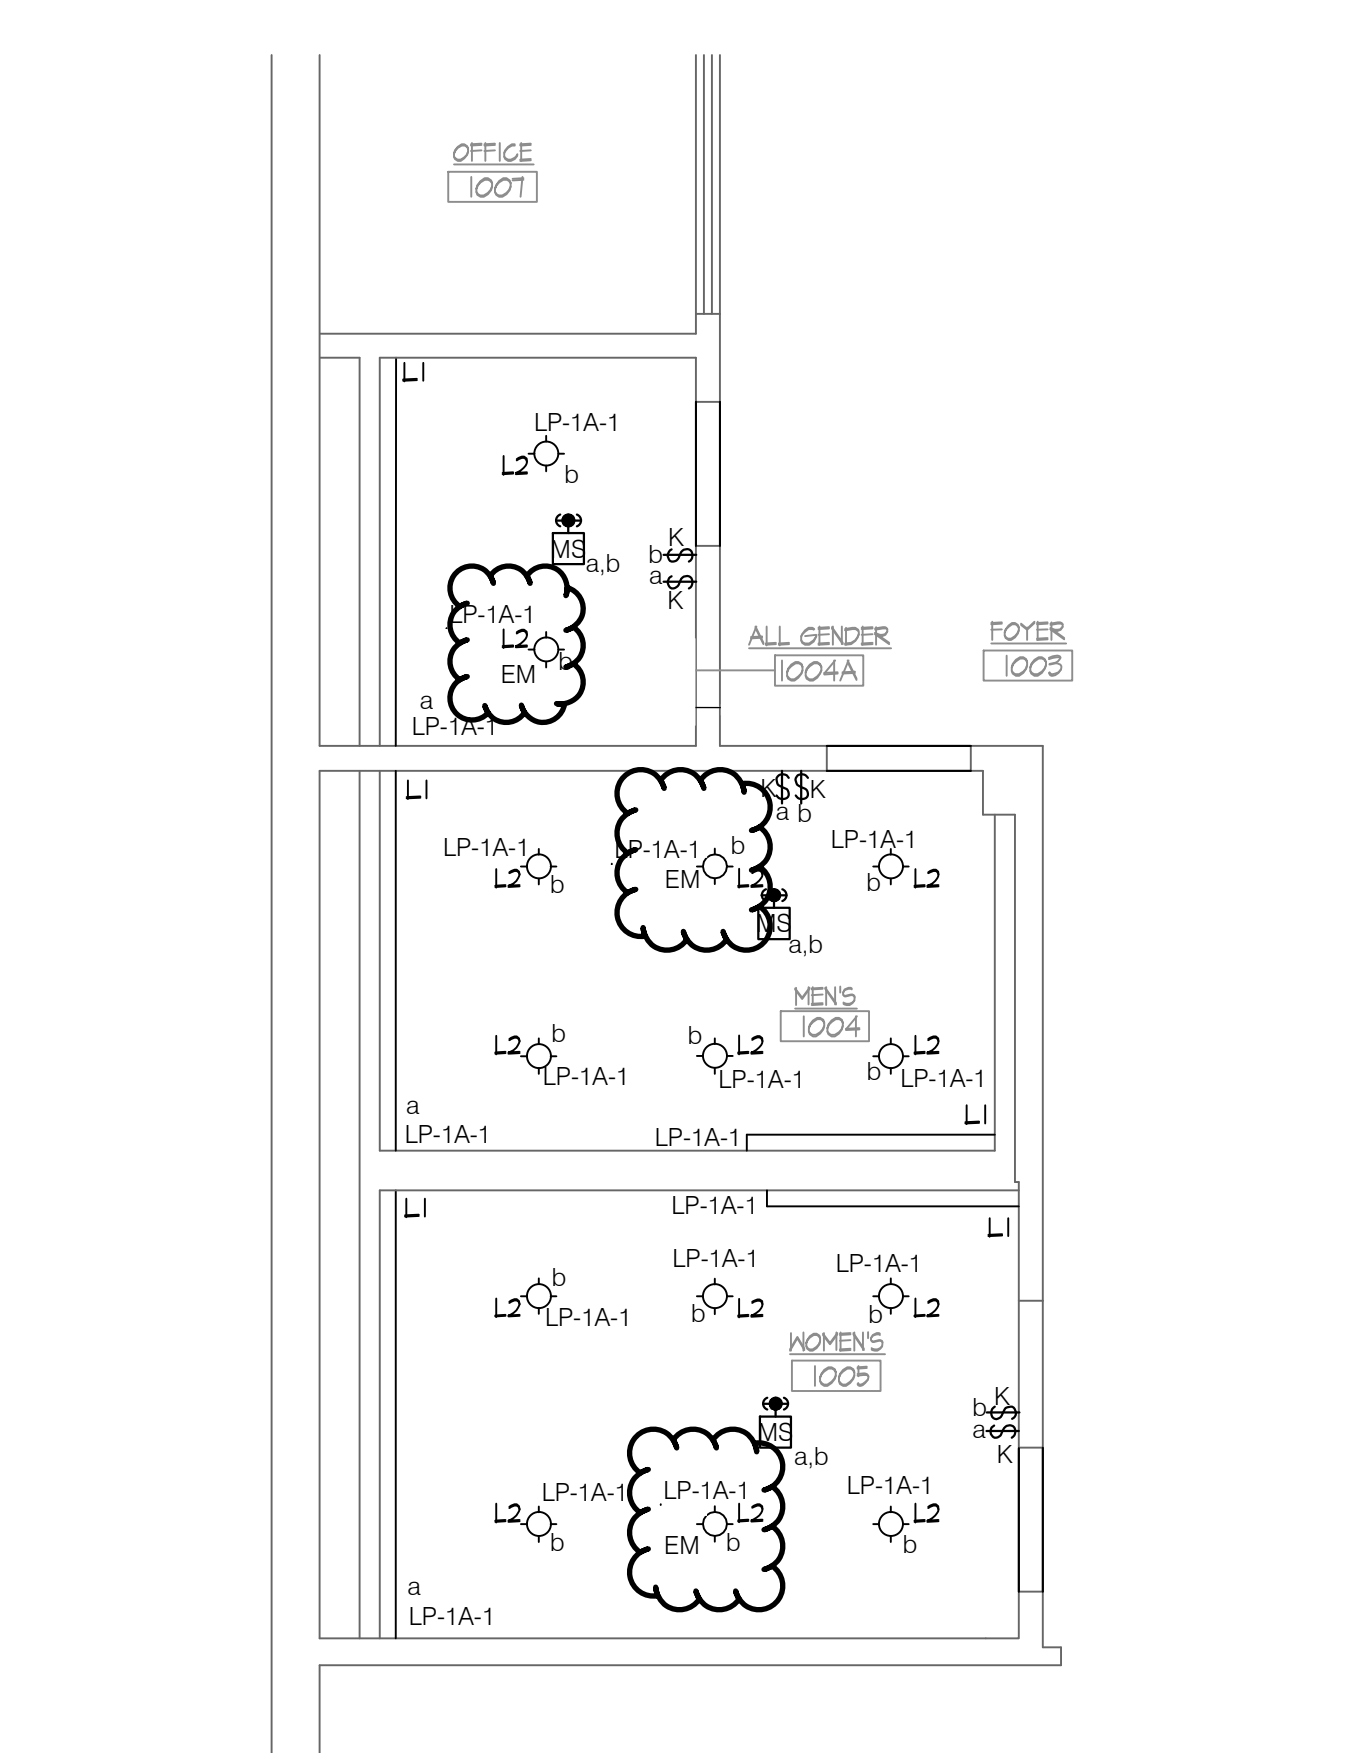 OFFICE
1007
L1
LP-1A-1
L2
b
MS
a,b
K
b $
a $
K
LP-1A-1
L2
b
EM
a
LP-1A-1
ALL GENDER
1004A
FOYER
1003
L1
K $ $ K
a b
LP-1A-1
L2
b
LP-1A-1
b
EM
L2
MS
a,b
LP-1A-1
b
L2
MEN'S
1004
L2
b
LP-1A-1
b
L2
LP-1A-1
L2
b
LP-1A-1
a
LP-1A-1
LP-1A-1
L1
L1
LP-1A-1
L1
b
L2
LP-1A-1
LP-1A-1
b
L2
LP-1A-1
b
L2
WOMEN'S
1005
MS
a,b
K
b $
a $
K
LP-1A-1
L2
b
LP-1A-1
L2
EM
b
LP-1A-1
L2
b
a
LP-1A-1